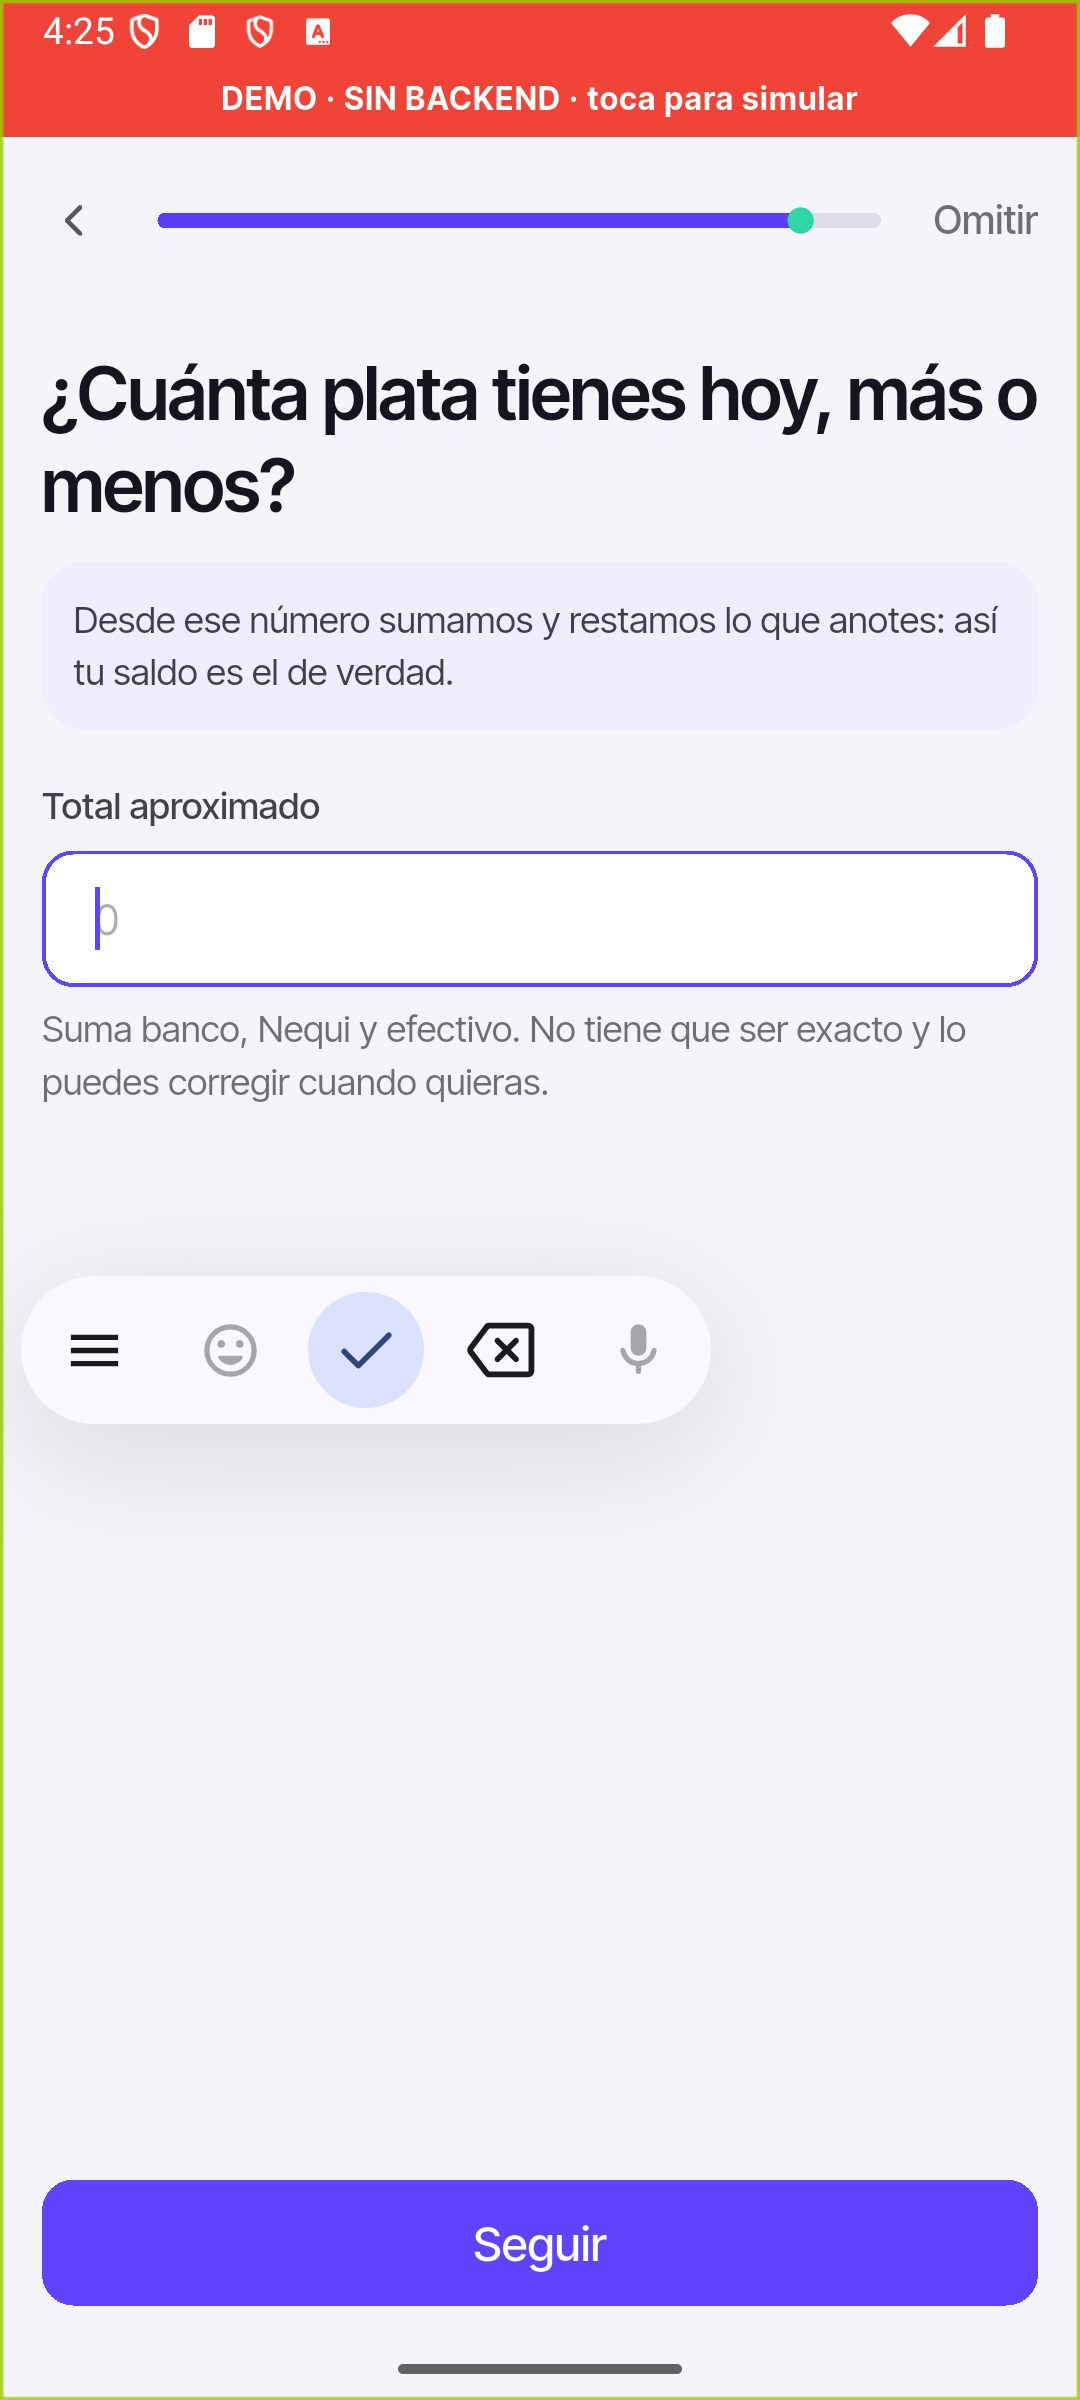 4:25
DEMO · SIN BACKEND · toca para simular
Omitir
¿Cuánta plata tienes hoy, más o
menos?
Desde ese número sumamos y restamos lo que anotes: así
tu saldo es el de verdad.
Total aproximado
0
Suma banco, Nequi y efectivo. No tiene que ser exacto y lo
puedes corregir cuando quieras.
Seguir